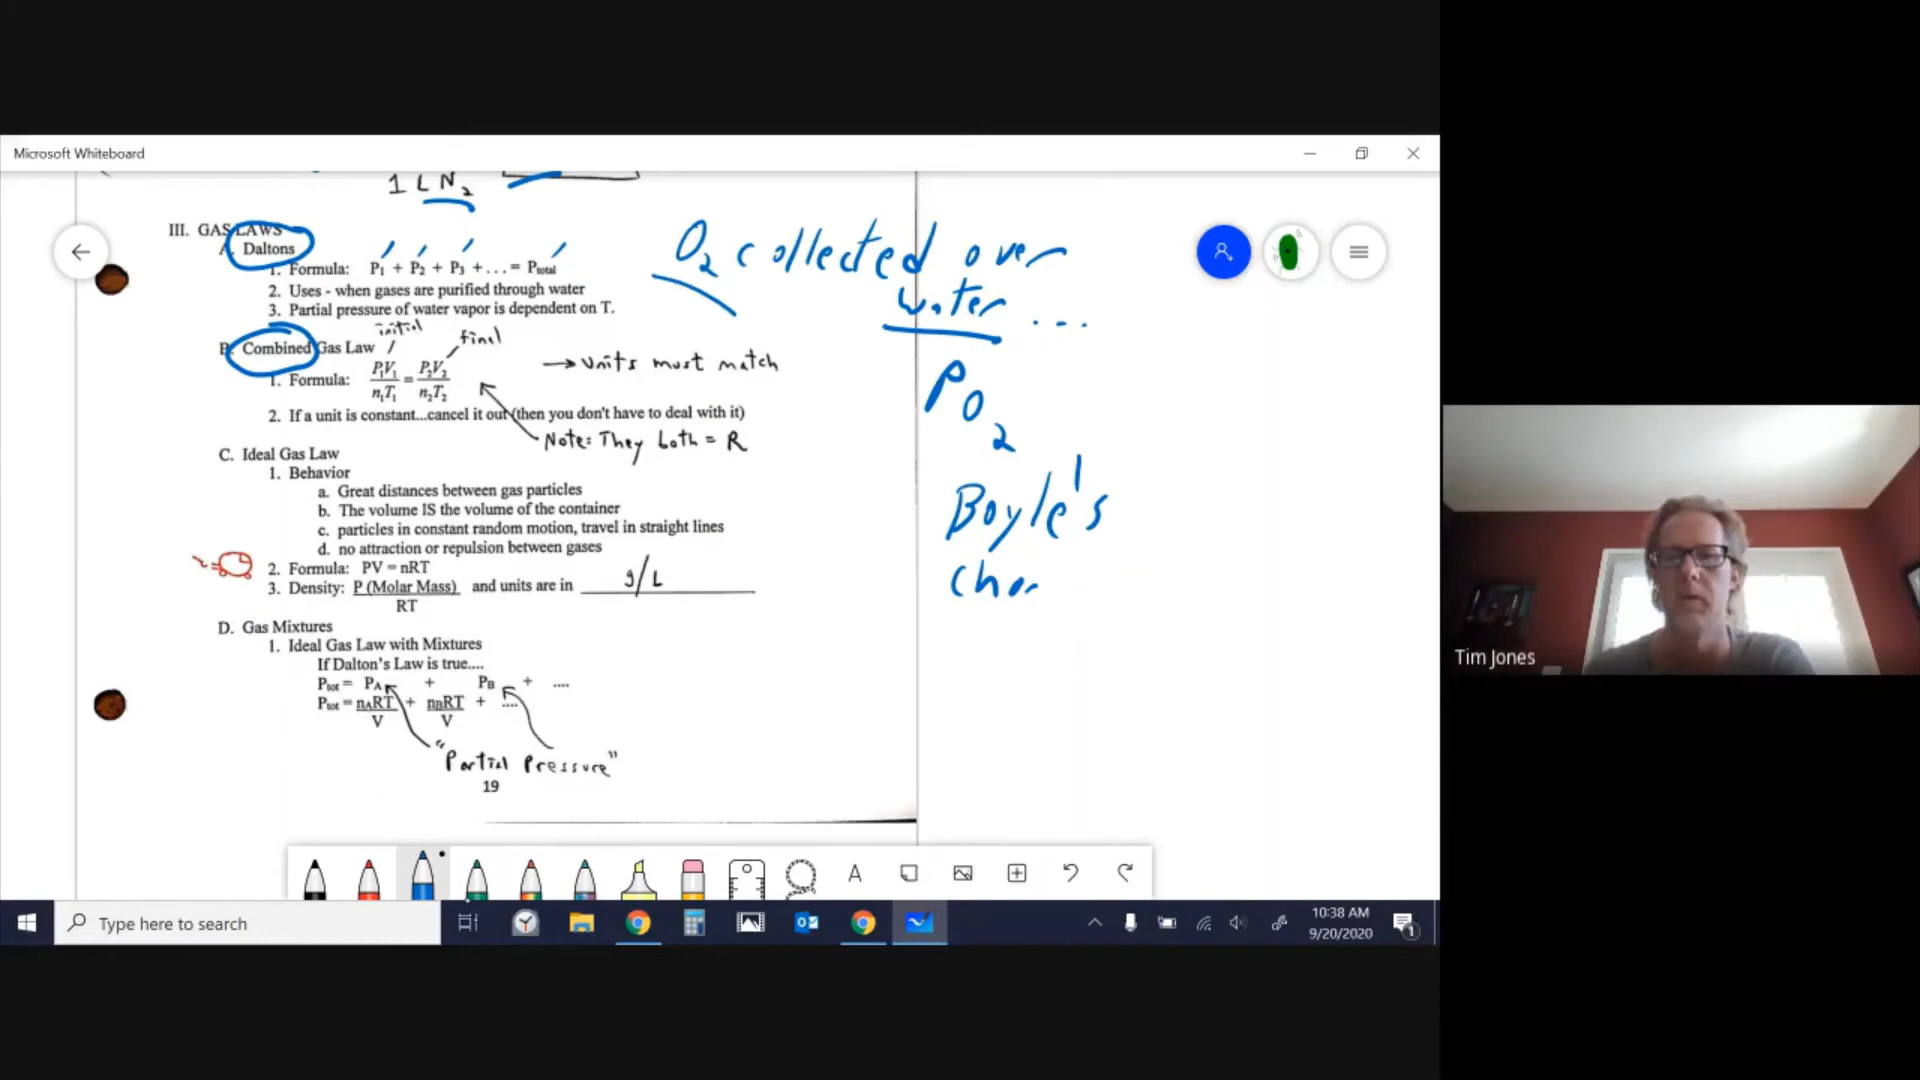 Microsoft Whiteboard
1 L N₂
III. GAS LAWS
A. Daltons
1. Formula: P₁ + P₂ + P₃ + . . . = Ptotal
2. Uses - when gases are purified through water
3. Partial pressure of water vapor is dependent on T.
initial
final
B. Combined Gas Law
→ Units must match
1. Formula: P₁V₁/n₁T₁ = P₂V₂/n₂T₂
2. If a unit is constant...cancel it out (then you don't have to deal with it)
Note: They both = R
C. Ideal Gas Law
1. Behavior
a. Great distances between gas particles
b. The volume IS the volume of the container
c. particles in constant random motion, travel in straight lines
d. no attraction or repulsion between gases
2. Formula: PV = nRT
3. Density: P (Molar Mass) and units are in g/L
RT
D. Gas Mixtures
1. Ideal Gas Law with Mixtures
If Dalton's Law is true....
Ptot = PA + PB + ....
Ptot = nART + nBRT + ....
V V
"Partial Pressure"
19
O₂ collected over
water ...
PO₂
Boyle's
Char
Tim Jones
Type here to search
10:38 AM
9/20/2020
1